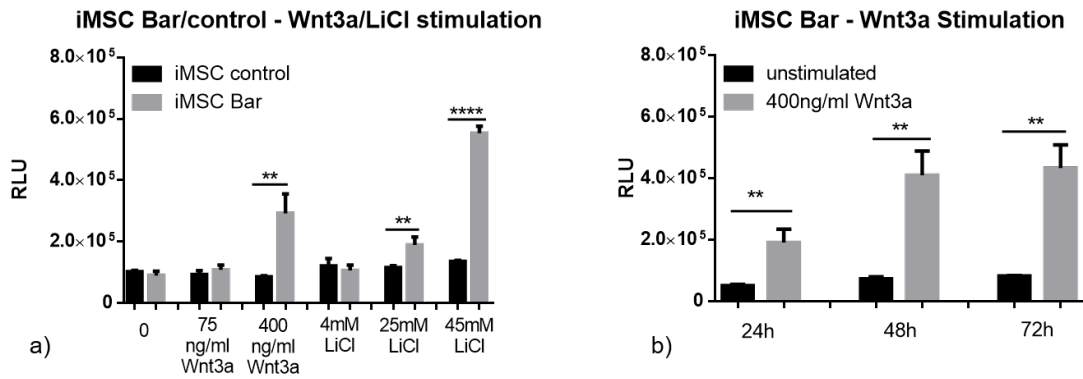 iMSC Bar/control - Wnt3a/LiCl stimulation
8.0×10⁵
6.0×10⁵
4.0×10⁵
2.0×10⁵
0
RLU
iMSC control
iMSC Bar
**
**
****
0
75 ng/ml Wnt3a
400 ng/ml Wnt3a
4mM LiCl
25mM LiCl
45mM LiCl
a)
iMSC Bar - Wnt3a Stimulation
8.0×10⁵
6.0×10⁵
4.0×10⁵
2.0×10⁵
0
RLU
unstimulated
400ng/ml Wnt3a
**
**
**
24h
48h
72h
b)